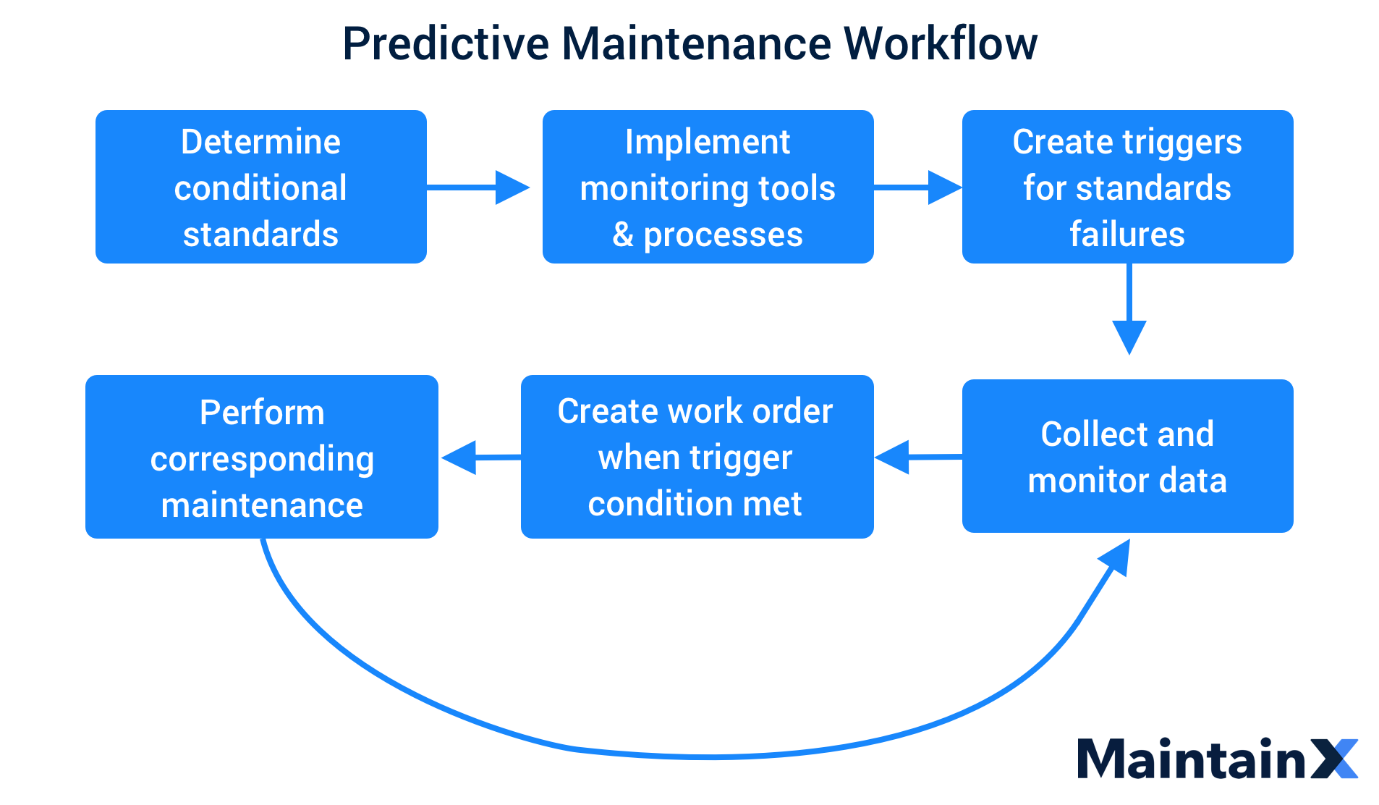 Predictive Maintenance Workflow
Determine
conditional
standards
Implement
monitoring tools
& processes
Create triggers
for standards
failures
Perform
corresponding
maintenance
Create work order
when trigger
condition met
Collect and
monitor data
MaintainX